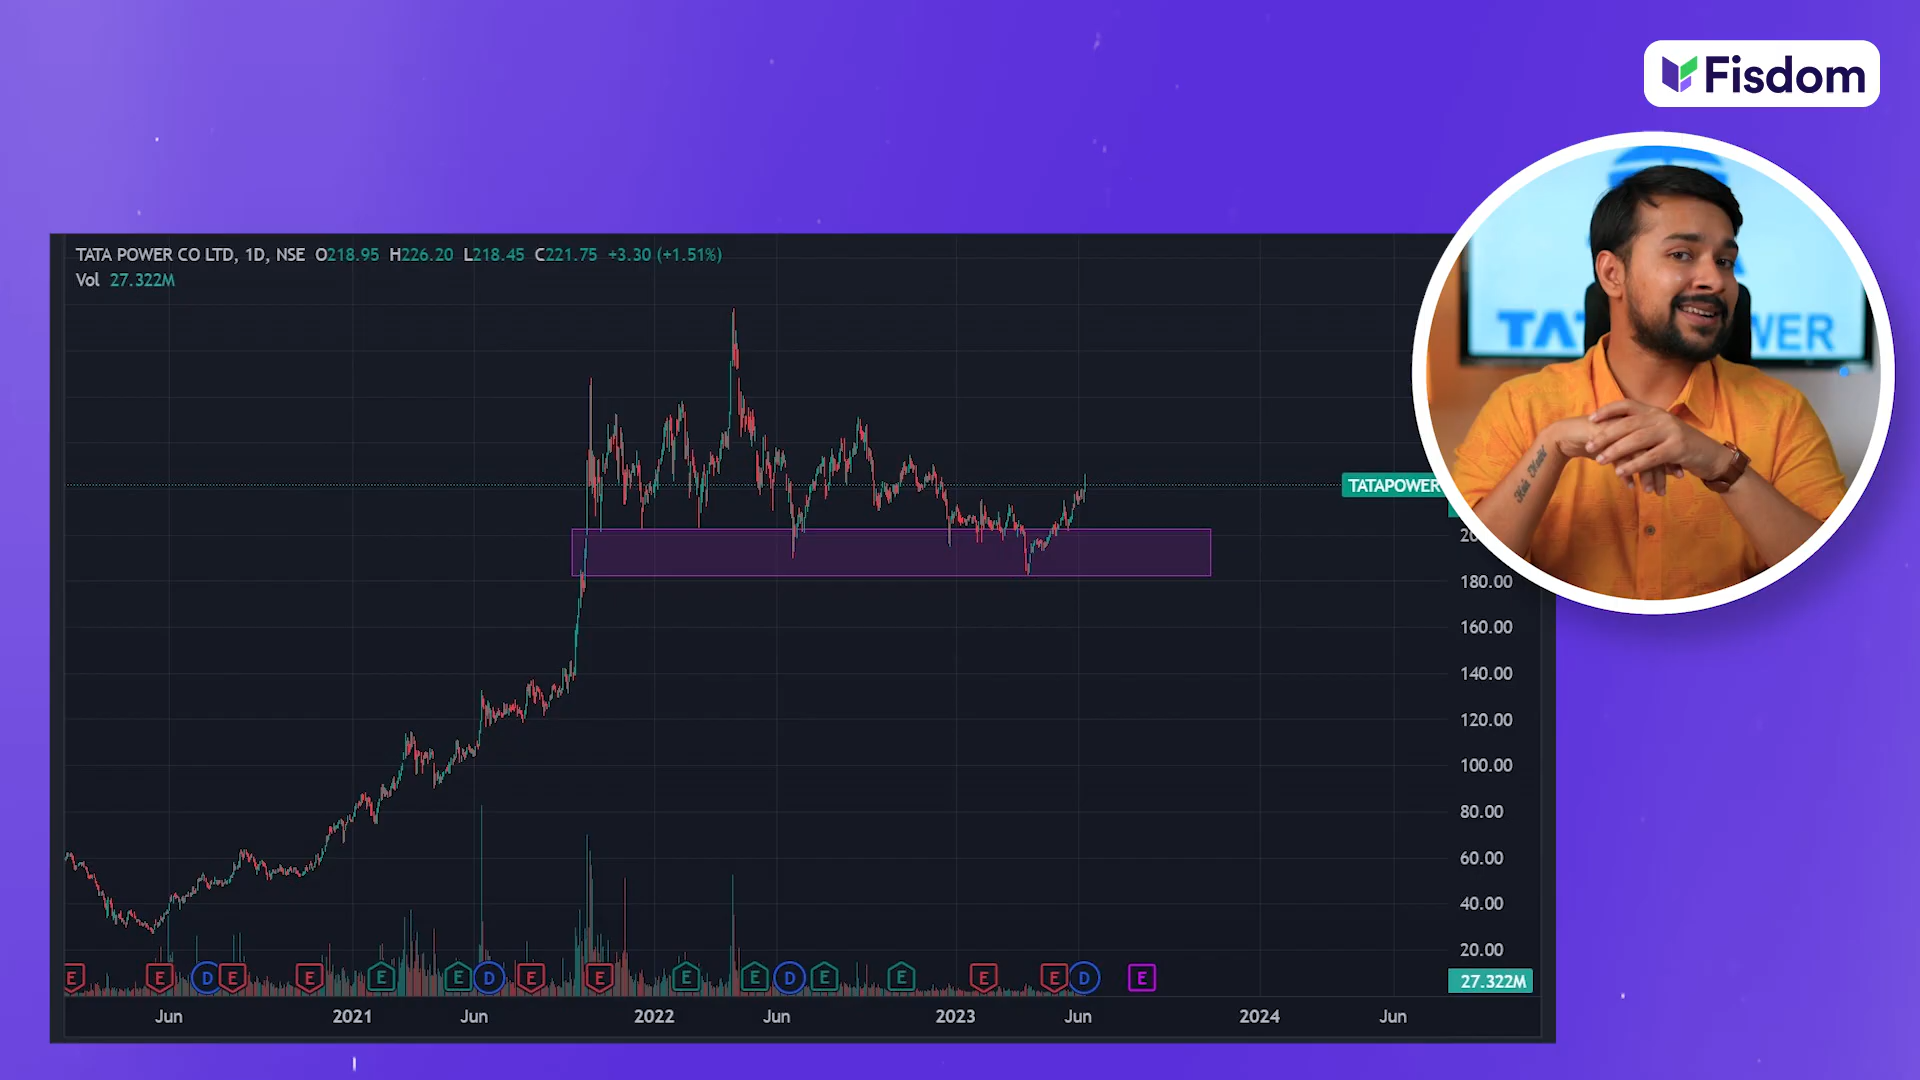 Fisdom
TATA POWER CO LTD, 1D, NSE O218.95 H226.20 L218.45 C221.75 +3.30 (+1.51%)
Vol 27.322M
TATAPOWER
180.00
160.00
140.00
120.00
100.00
80.00
60.00
40.00
20.00
27.322M
E E D E E E E D E E E E D E E E E D E
Jun 2021 Jun 2022 Jun 2023 Jun 2024 Jun